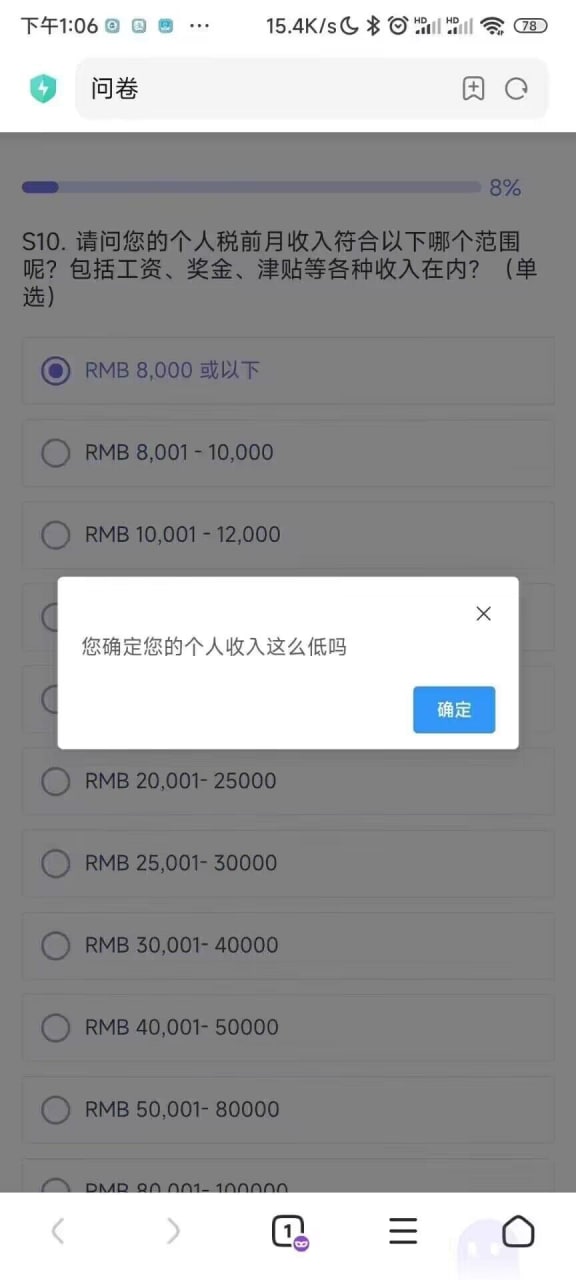 下午1:06
15.4K/s
HD
HD
78
问卷
8%
S10. 请问您的个人税前月收入符合以下哪个范围
呢？包括工资、奖金、津贴等各种收入在内？（单
选）
RMB 8,000 或以下
RMB 8,001 - 10,000
RMB 10,001 - 12,000
您确定您的个人收入这么低吗
确定
RMB 20,001- 25000
RMB 25,001- 30000
RMB 30,001- 40000
RMB 40,001- 50000
RMB 50,001- 80000
RMB 80,001- 100000
1